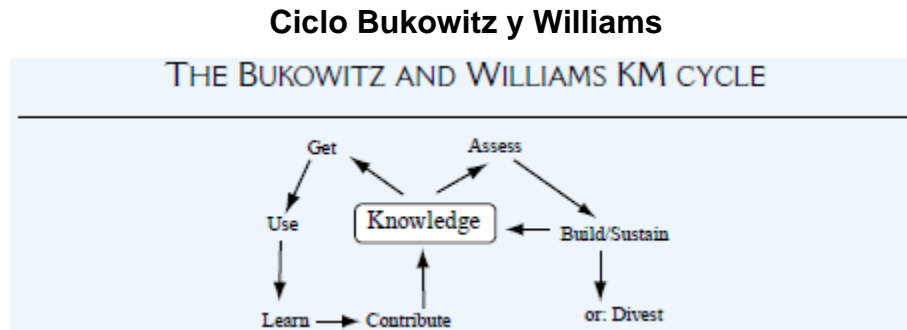 Ciclo Bukowitz y Williams
THE BUKOWITZ AND WILLIAMS KM CYCLE
Get
Assess
Use
Knowledge
Build/Sustain
Learn
Contribute
or: Divest